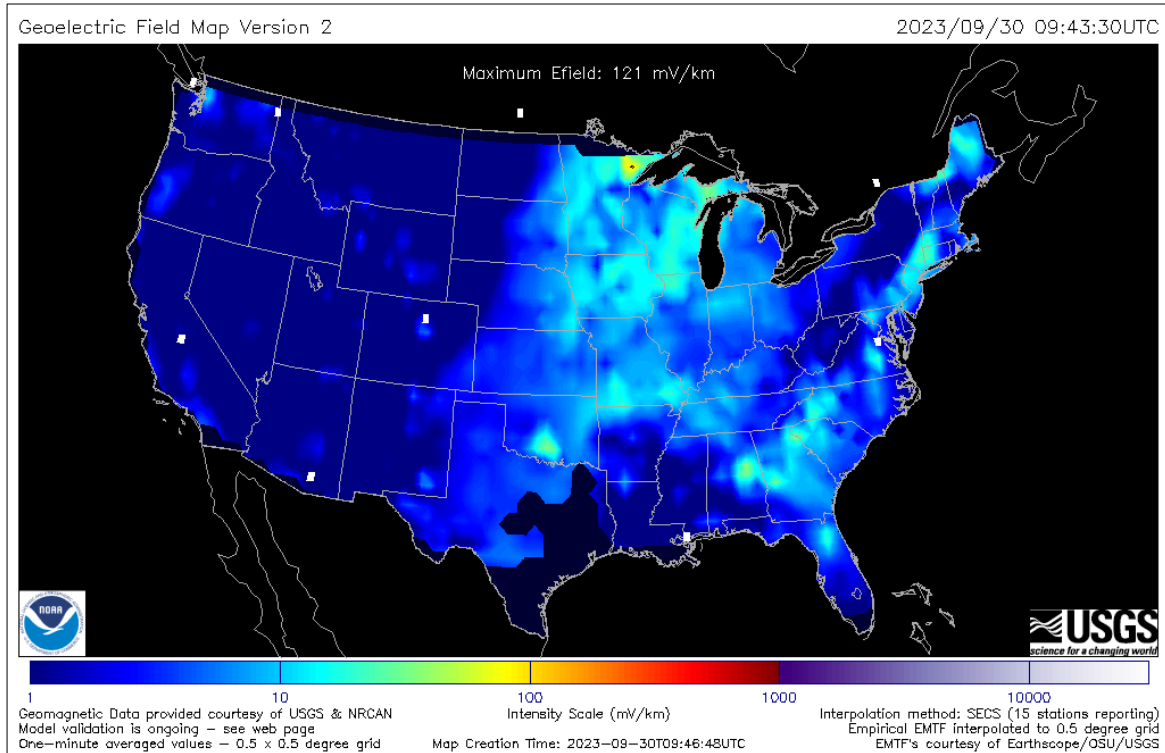 Geoelectric Field Map Version 2
2023/09/30 09:43:30UTC
Maximum Efield: 121 mV/km
NOAA
USGS
science for a changing world
1
10
100
1000
10000
Geomagnetic Data provided courtesy of USGS & NRCAN
Intensity Scale (mV/km)
Interpolation method: SECS (15 stations reporting)
Model validation is ongoing - see web page
Empirical EMTF interpolated to 0.5 degree grid
One-minute averaged values - 0.5 x 0.5 degree grid
Map Creation Time: 2023-09-30T09:46:48UTC
EMTF's courtesy of Earthscope/OSU/USGS